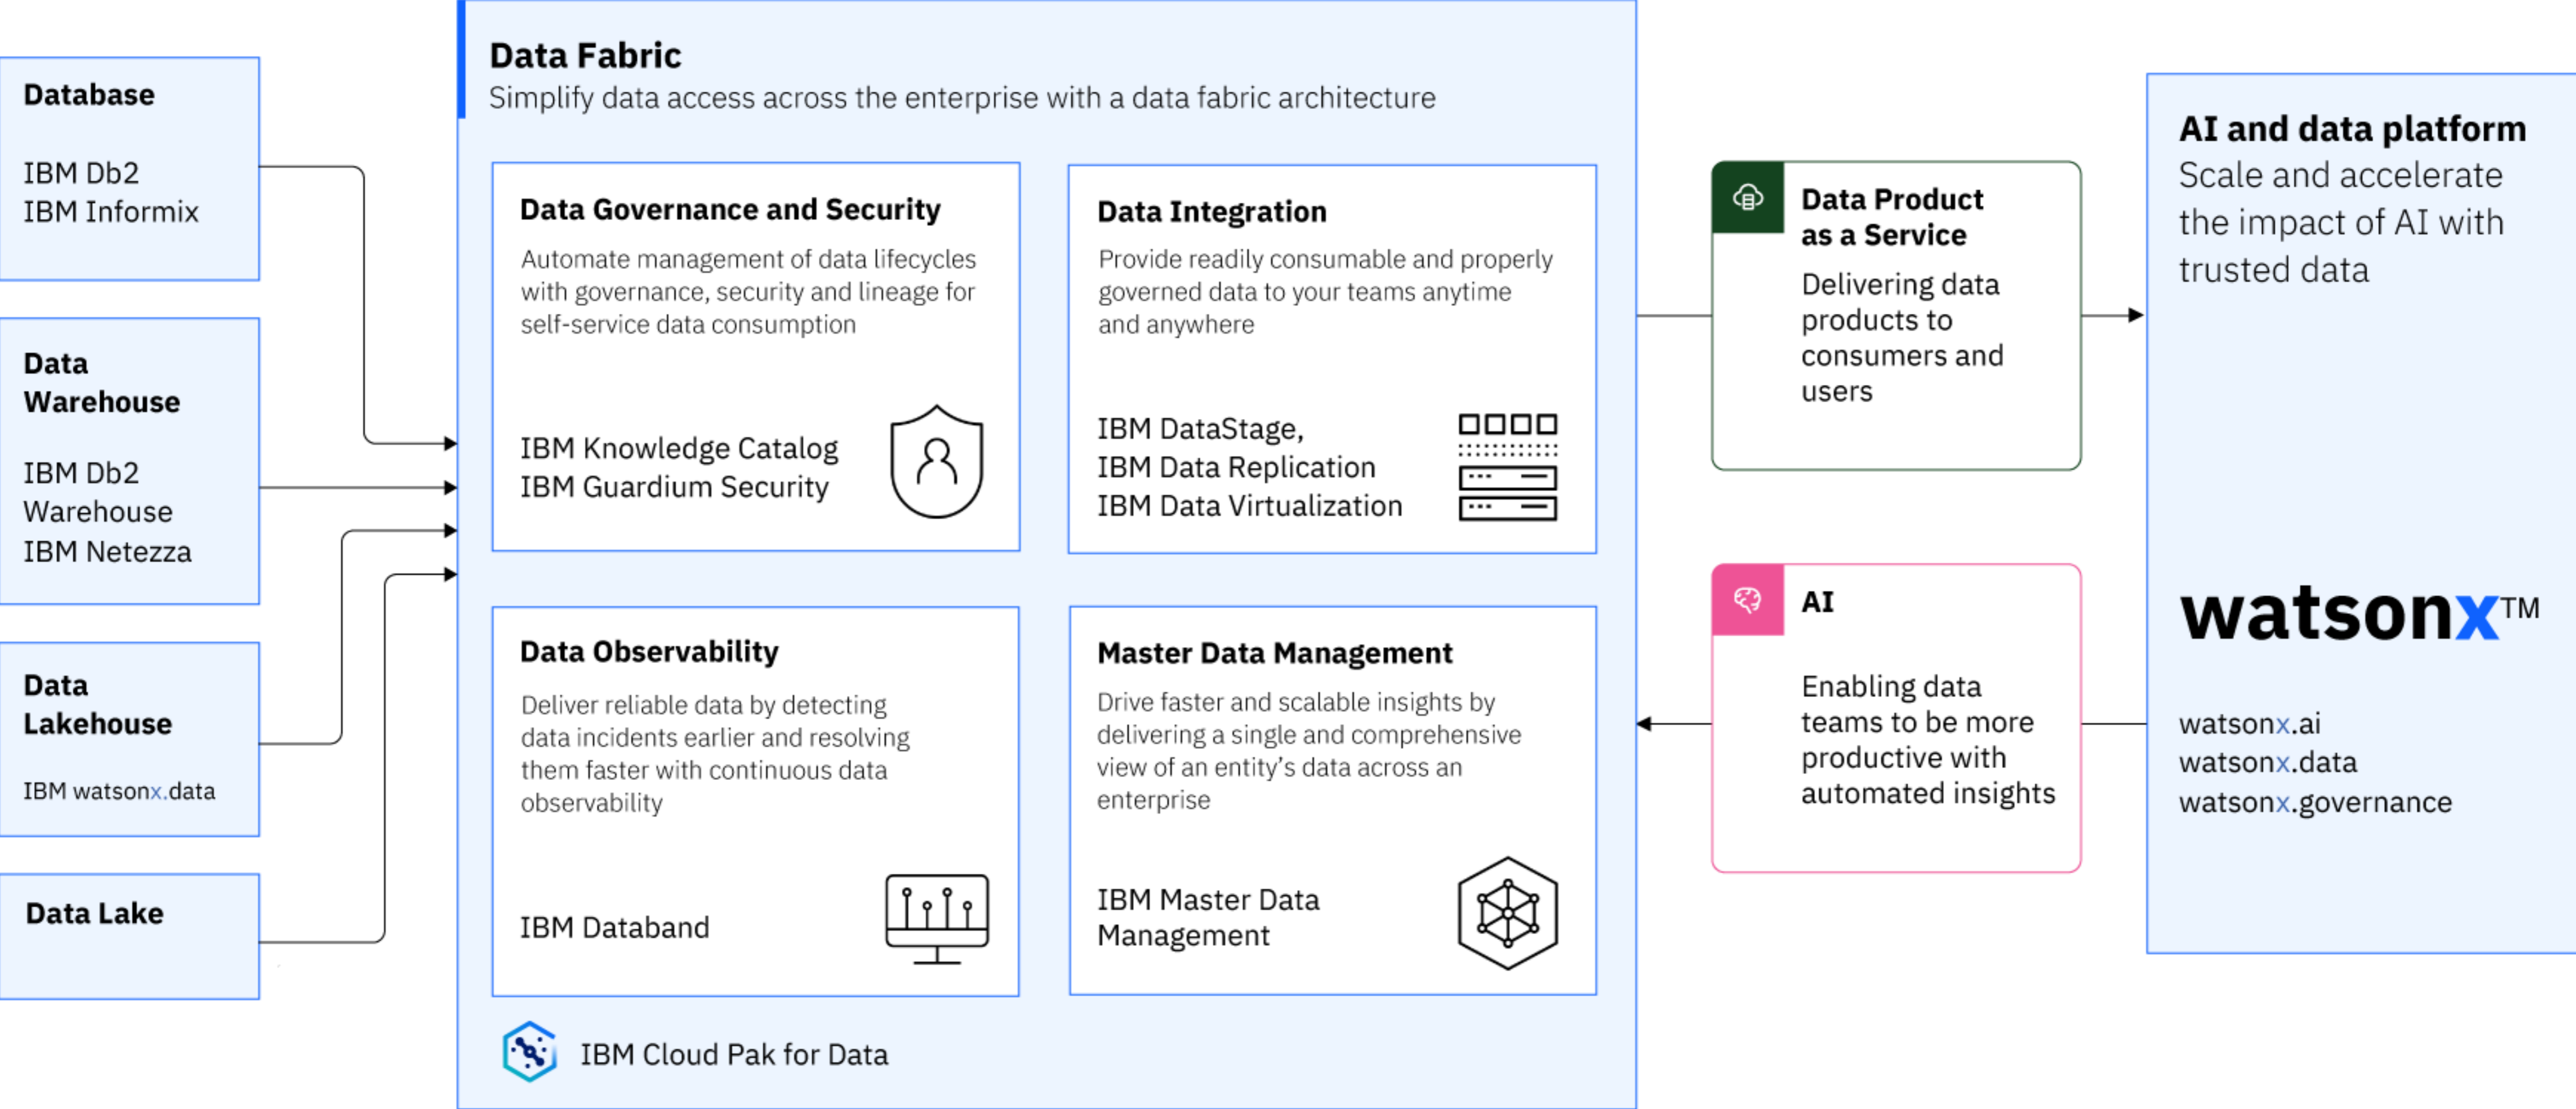 Database
IBM Db2
IBM Informix
Data
Warehouse
IBM Db2
Warehouse
IBM Netezza
Data
Lakehouse
IBM watsonx.data
Data Lake
Data Fabric
Simplify data access across the enterprise with a data fabric architecture
Data Governance and Security
Automate management of data lifecycles
with governance, security and lineage for
self-service data consumption
IBM Knowledge Catalog
IBM Guardium Security
Data Integration
Provide readily consumable and properly
governed data to your teams anytime
and anywhere
IBM DataStage,
IBM Data Replication
IBM Data Virtualization
Data Observability
Deliver reliable data by detecting
data incidents earlier and resolving
them faster with continuous data
observability
IBM Databand
Master Data Management
Drive faster and scalable insights by
delivering a single and comprehensive
view of an entity’s data across an
enterprise
IBM Master Data
Management
IBM Cloud Pak for Data
Data Product
as a Service
Delivering data
products to
consumers and
users
AI
Enabling data
teams to be more
productive with
automated insights
AI and data platform
Scale and accelerate
the impact of AI with
trusted data
watsonx™
watsonx.ai
watsonx.data
watsonx.governance